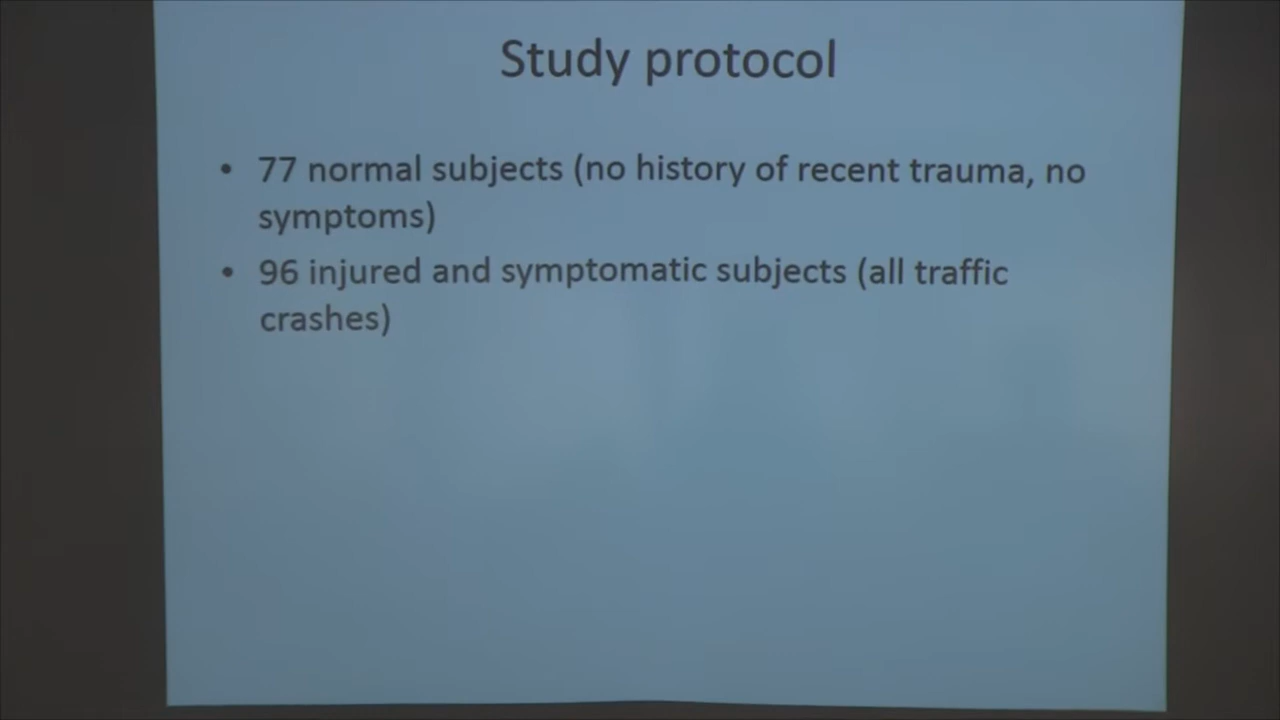 Study protocol
• 77 normal subjects (no history of recent trauma, no
symptoms)
• 96 injured and symptomatic subjects (all traffic
crashes)